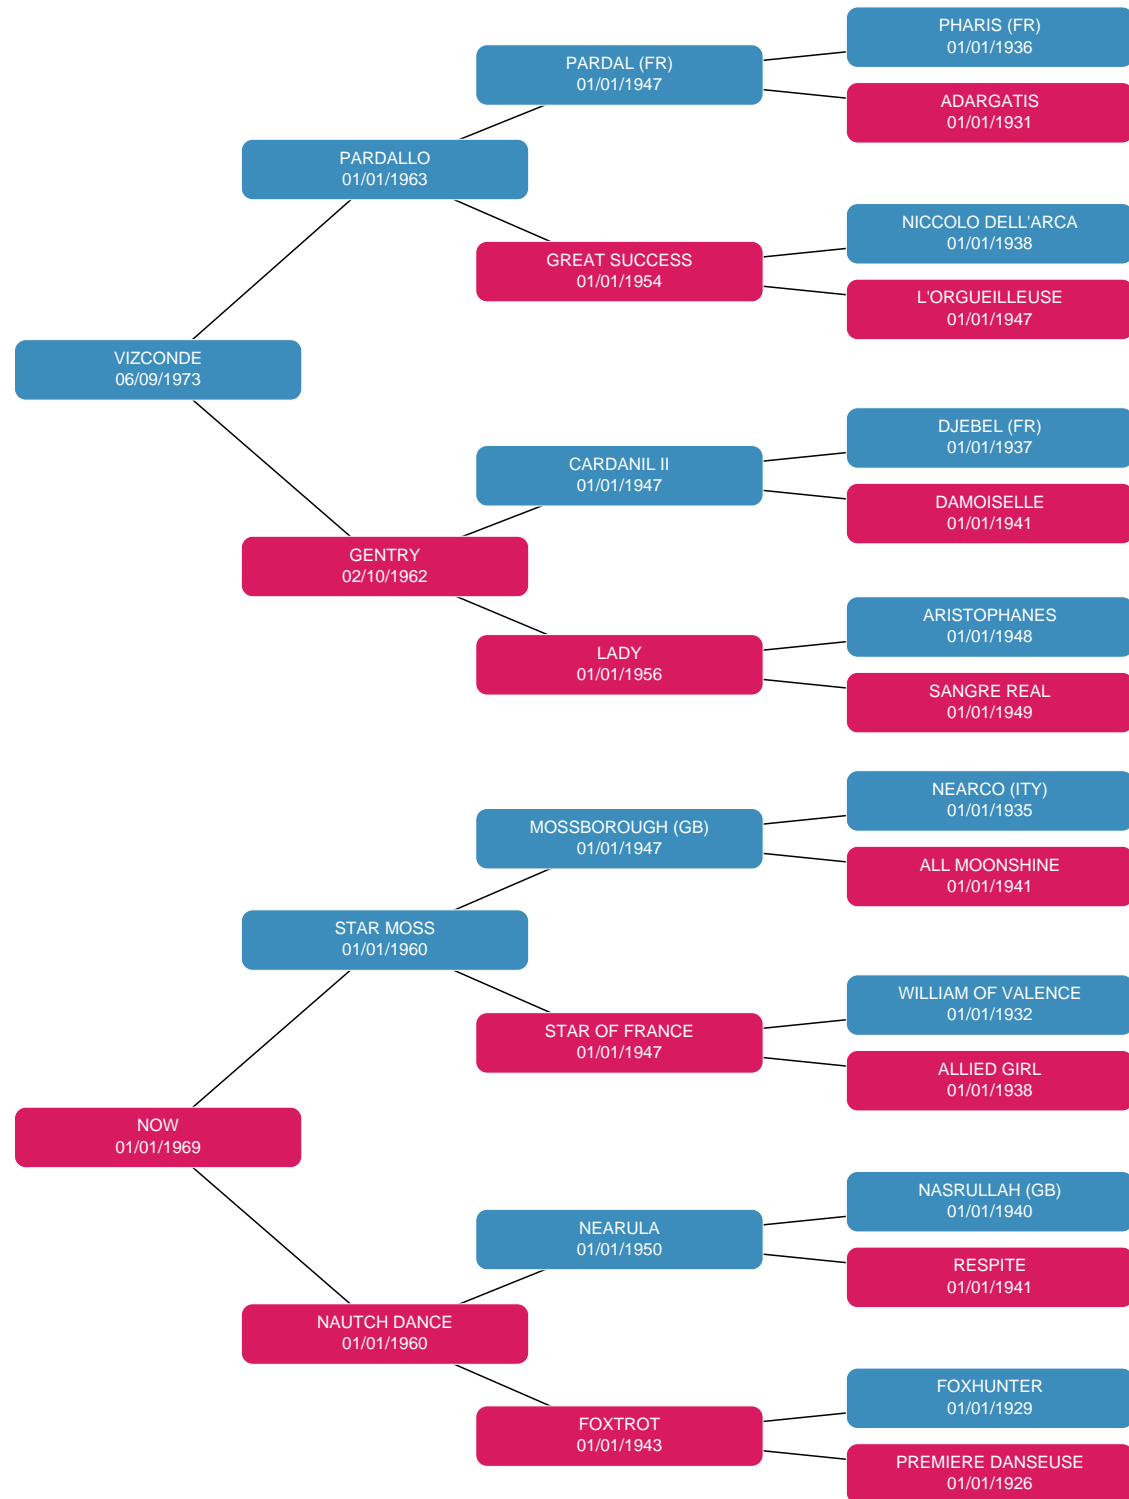 PHARIS (FR)
01/01/1936
PARDAL (FR)
01/01/1947
ADARGATIS
01/01/1931
PARDALLO
01/01/1963
NICCOLO DELL'ARCA
01/01/1938
GREAT SUCCESS
01/01/1954
L'ORGUEILLEUSE
01/01/1947
VIZCONDE
06/09/1973
DJEBEL (FR)
01/01/1937
CARDANIL II
01/01/1947
DAMOISELLE
01/01/1941
GENTRY
02/10/1962
ARISTOPHANES
01/01/1948
LADY
01/01/1956
SANGRE REAL
01/01/1949
NEARCO (ITY)
01/01/1935
MOSSBOROUGH (GB)
01/01/1947
ALL MOONSHINE
01/01/1941
STAR MOSS
01/01/1960
WILLIAM OF VALENCE
01/01/1932
STAR OF FRANCE
01/01/1947
ALLIED GIRL
01/01/1938
NOW
01/01/1969
NASRULLAH (GB)
01/01/1940
NEARULA
01/01/1950
RESPITE
01/01/1941
NAUTCH DANCE
01/01/1960
FOXHUNTER
01/01/1929
FOXTROT
01/01/1943
PREMIERE DANSEUSE
01/01/1926